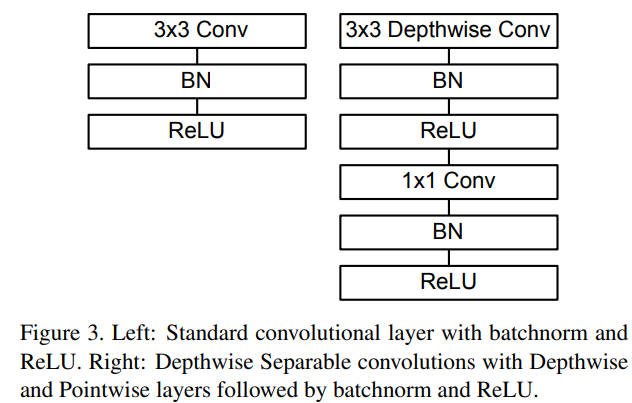 3x3 Conv
BN
ReLU
3x3 Depthwise Conv
BN
ReLU
1x1 Conv
BN
ReLU
Figure 3. Left: Standard convolutional layer with batchnorm and
ReLU. Right: Depthwise Separable convolutions with Depthwise
and Pointwise layers followed by batchnorm and ReLU.